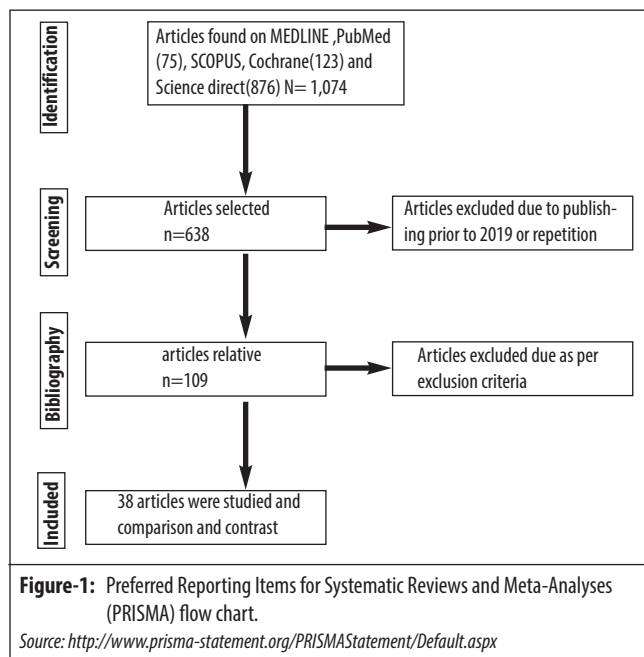 Identification
Articles found on MEDLINE ,PubMed
(75), SCOPUS, Cochrane(123) and
Science direct(876) N= 1,074
Screening
Articles selected
n=638
Articles excluded due to publish-
ing prior to 2019 or repetition
Bibliography
articles relative
n=109
Articles excluded due as per
exclusion criteria
Included
38 articles were studied and
comparison and contrast
Figure-1: Preferred Reporting Items for Systematic Reviews and Meta-Analyses
(PRISMA) flow chart.
Source: http://www.prisma-statement.org/PRISMAStatement/Default.aspx